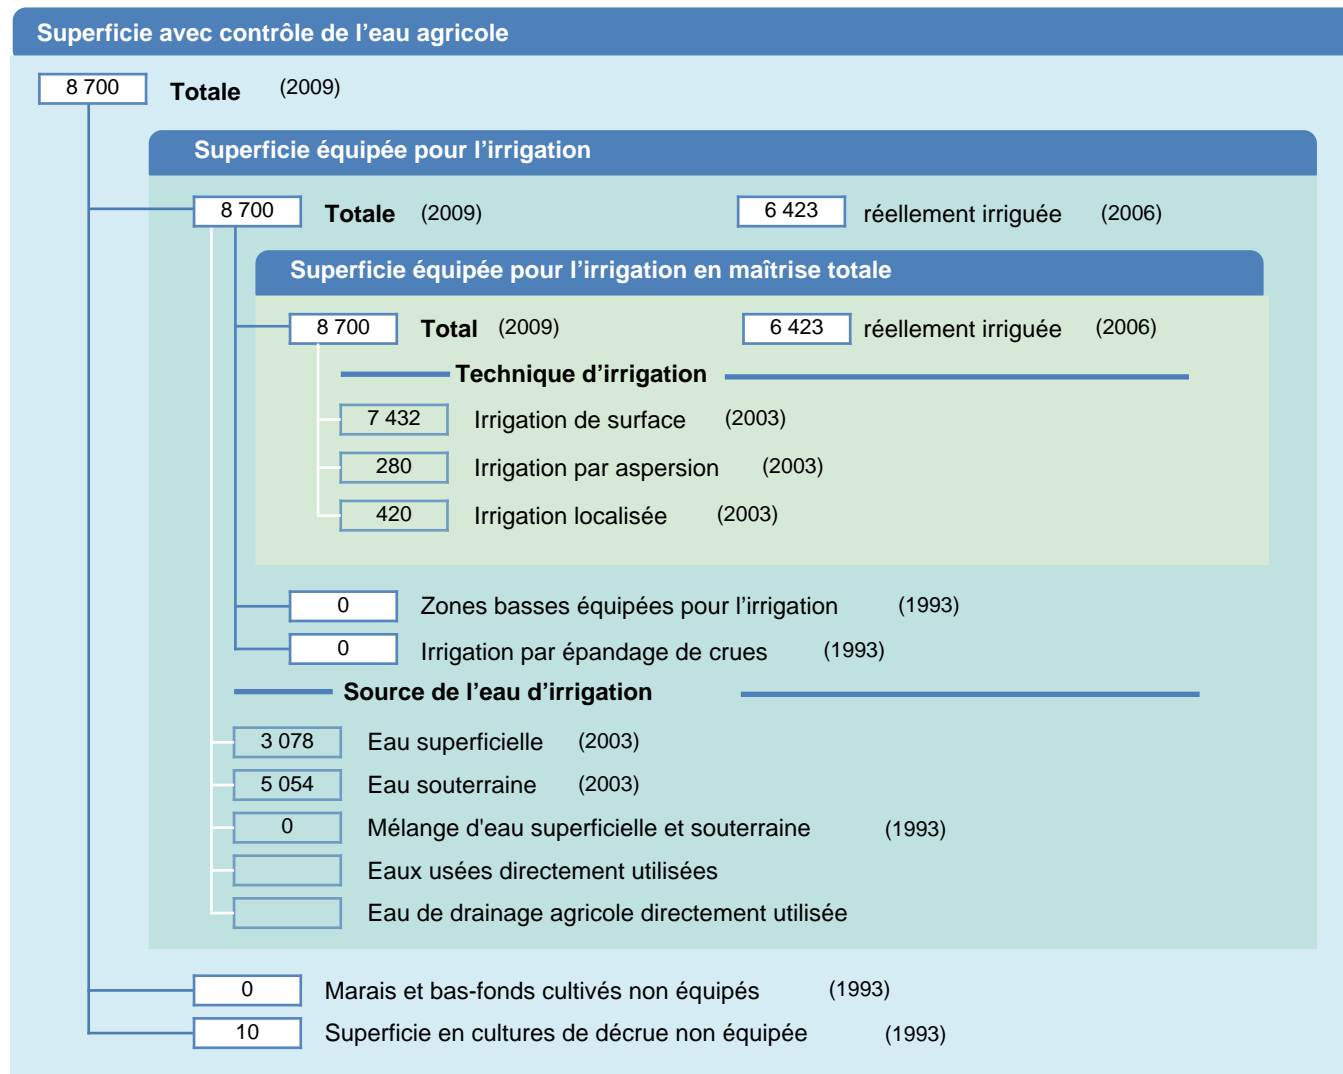 Superficie avec contrôle de l’eau agricole
8 700 Totale (2009)
Superficie équipée pour l’irrigation
8 700 Totale (2009) 6 423 réellement irriguée (2006)
Superficie équipée pour l’irrigation en maîtrise totale
8 700 Total (2009) 6 423 réellement irriguée (2006)
Technique d’irrigation
7 432 Irrigation de surface (2003)
280 Irrigation par aspersion (2003)
420 Irrigation localisée (2003)
0 Zones basses équipées pour l’irrigation (1993)
0 Irrigation par épandage de crues (1993)
Source de l’eau d’irrigation
3 078 Eau superficielle (2003)
5 054 Eau souterraine (2003)
0 Mélange d'eau superficielle et souterraine (1993)
Eaux usées directement utilisées
Eau de drainage agricole directement utilisée
0 Marais et bas-fonds cultivés non équipés (1993)
10 Superficie en cultures de décrue non équipée (1993)